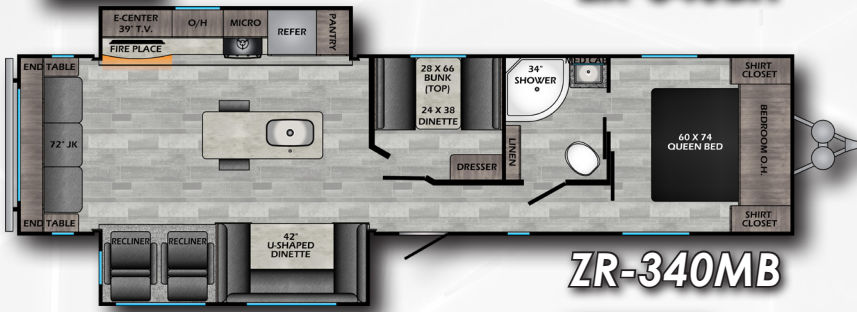 E-CENTER
39" T.V.
O/H
MICRO
REFER
PANTRY
FIRE PLACE
END TABLE
72" JK
END TABLE
28 X 66
BUNK
(TOP)
24 X 38
DINETTE
34"
SHOWER
MED CAB
LINEN
DRESSER
60 X 74
QUEEN BED
SHIRT
CLOSET
BEDROOM O.H.
SHIRT
CLOSET
RECLINER
RECLINER
42"
U-SHAPED
DINETTE
ZR-340MB